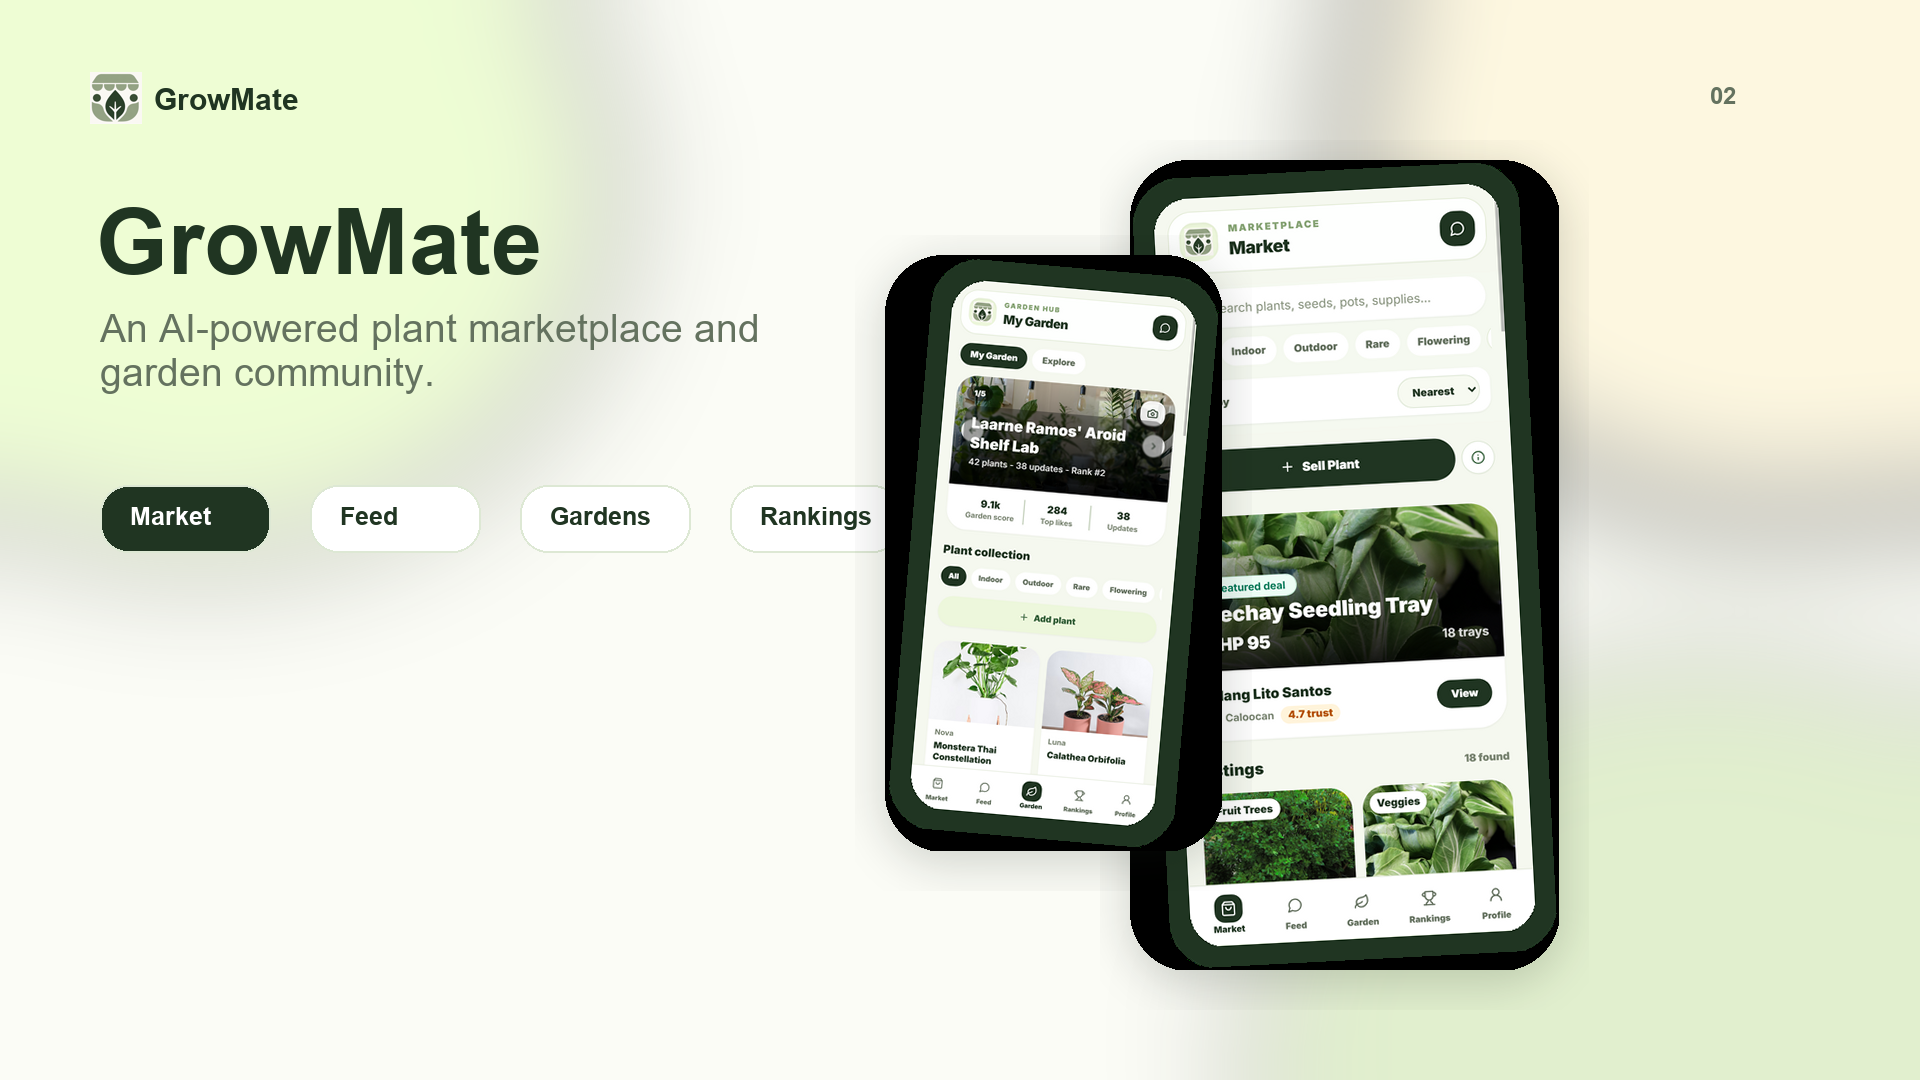 GrowMate
02
GrowMate
An AI-powered plant marketplace and
garden community.
Market
Feed
Gardens
Rankings
GARDEN HUB
My Garden
My Garden
Explore
1/5
Laarne Ramos' Aroid
Shelf Lab
42 plants - 38 updates - Rank #2
9.1k
Garden score
284
Top likes
38
Updates
Plant collection
All
Indoor
Outdoor
Rare
Flowering
+ Add plant
Nova
Monstera Thai
Constellation
Luna
Calathea Orbifolia
Market
Feed
Garden
Rankings
Profile
MARKETPLACE
Market
earch plants, seeds, pots, supplies...
Indoor
Outdoor
Rare
Flowering
y
Nearest
+ Sell Plant
eatured deal
echay Seedling Tray
HP 95
18 trays
ang Lito Santos
Caloocan
4.7 trust
View
tings
18 found
Fruit Trees
Veggies
Market
Feed
Garden
Rankings
Profile